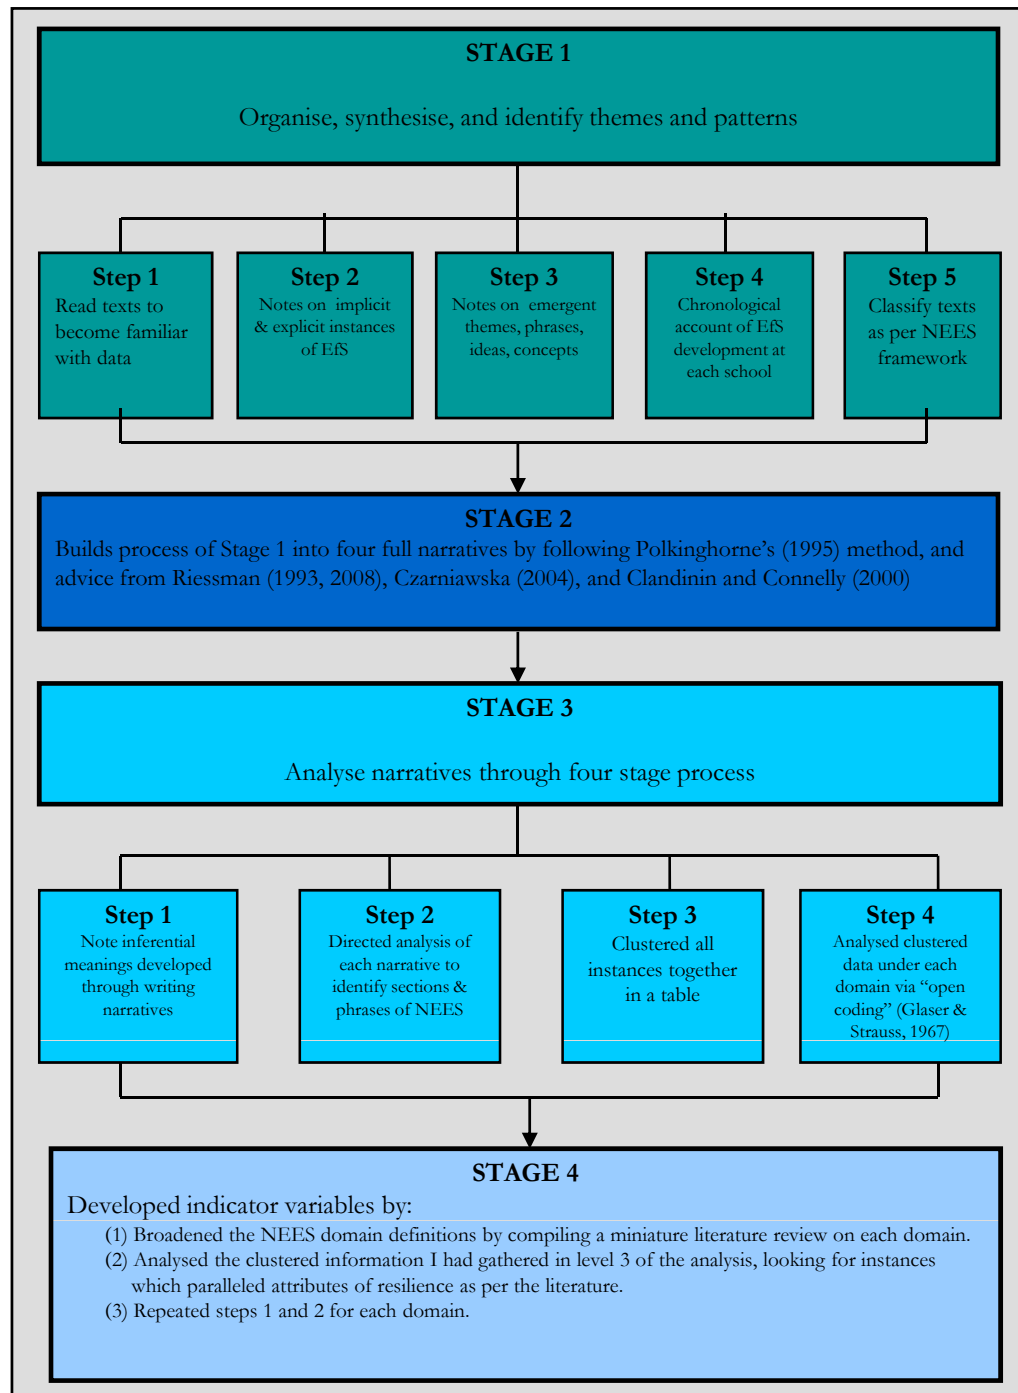 STAGE 1
Organise, synthesise, and identify themes and patterns
Step 1
Read texts to
become familiar
with data
Step 2
Notes on implicit
& explicit instances
of EfS
Step 3
Notes on emergent
themes, phrases,
ideas, concepts
Step 4
Chronological
account of EfS
development at
each school
Step 5
Classify texts
as per NEES
framework
STAGE 2
Builds process of Stage 1 into four full narratives by following Polkinghorne's (1995) method, and
advice from Riessman (1993, 2008), Czarniawska (2004), and Clandinin and Connelly (2000)
STAGE 3
Analyse narratives through four stage process
Step 1
Note inferential
meanings developed
through writing
narratives
Step 2
Directed analysis of
each narrative to
identify sections &
phrases of NEES
Step 3
Clustered all
instances together
in a table
Step 4
Analysed clustered
data under each
domain via “open
coding” (Glaser &
Strauss, 1967)
STAGE 4
Developed indicator variables by:
(1) Broadened the NEES domain definitions by compiling a miniature literature review on each domain.
(2) Analysed the clustered information I had gathered in level 3 of the analysis, looking for instances
which paralleled attributes of resilience as per the literature.
(3) Repeated steps 1 and 2 for each domain.